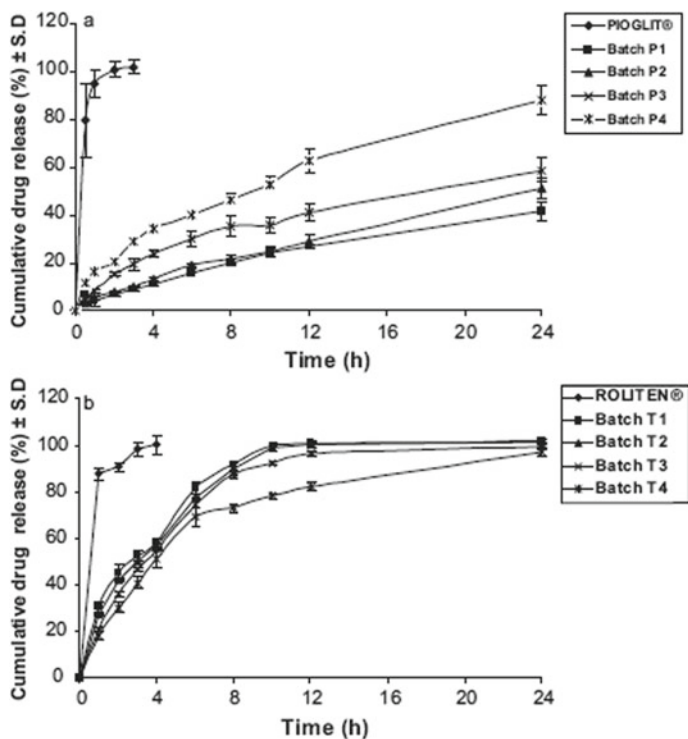 a
Cumulative drug release (%) ± S.D
120
100
80
60
40
20
0
0 4 8 12 16 20 24
Time (h)
PIOGLIT®
Batch P1
Batch P2
Batch P3
Batch P4
b
Cumulative drug release (%) ± S.D
120
100
80
60
40
20
0
0 4 8 12 16 20 24
Time (h)
ROLITEN®
Batch T1
Batch T2
Batch T3
Batch T4